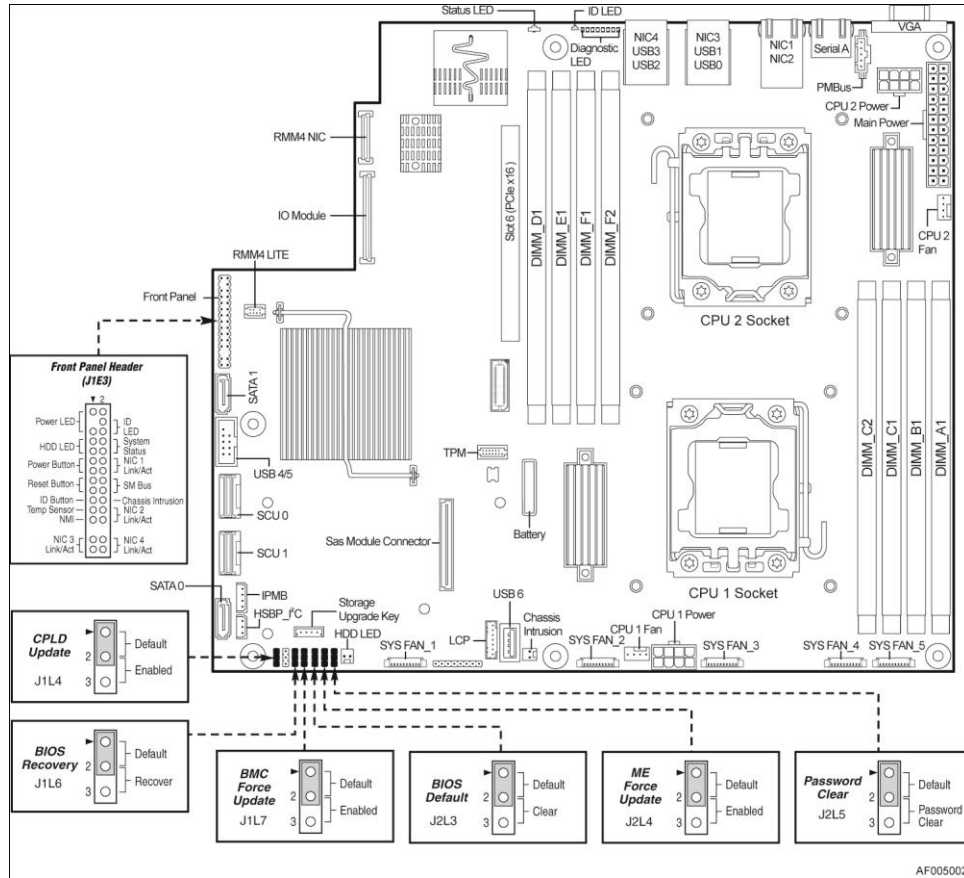 Status LED
ID LED
Diagnostic
LED
NIC4
USB3
USB2
NIC3
USB1
USB0
NIC1
NIC2
Serial A
VGA
PMBus
CPU 2 Power
Main Power
RMM4 NIC
IO Module
RMM4 LITE
Front Panel
Slot 6 (PCIe x16)
DIMM_D1
DIMM_E1
DIMM_F1
DIMM_F2
CPU 2
Fan
CPU 2 Socket
Front Panel Header
(J1E3)
2
Power LED
ID
LED
HDD LED
System
Status
Power Button
NIC 1
Link/Act
Reset Button
SM Bus
ID Button
Chassis Intrusion
Temp Sensor
NMI
NIC 2
Link/Act
NIC 3
Link/Act
NIC 4
Link/Act
SATA 1
USB 4/5
SCU 0
SCU 1
TPM
Battery
Sas Module Connector
DIMM_C2
DIMM_C1
DIMM_B1
DIMM_A1
CPU 1 Socket
SATA 0
IPMB
HSBP_I²C
Storage
Upgrade Key
HDD LED
SYS FAN_1
LCP
USB 6
Chassis
Intrusion
SYS FAN_2
CPU 1 Fan
CPU 1 Power
SYS FAN_3
SYS FAN_4
SYS FAN_5
CPLD
Update
J1L4
2
3
Default
Enabled
BIOS
Recovery
J1L6
2
3
Default
Recover
BMC
Force
Update
J1L7
2
3
Default
Enabled
BIOS
Default
J2L3
2
3
Default
Clear
ME
Force
Update
J2L4
2
3
Default
Enabled
Password
Clear
J2L5
2
3
Default
Password
Clear
AF005002